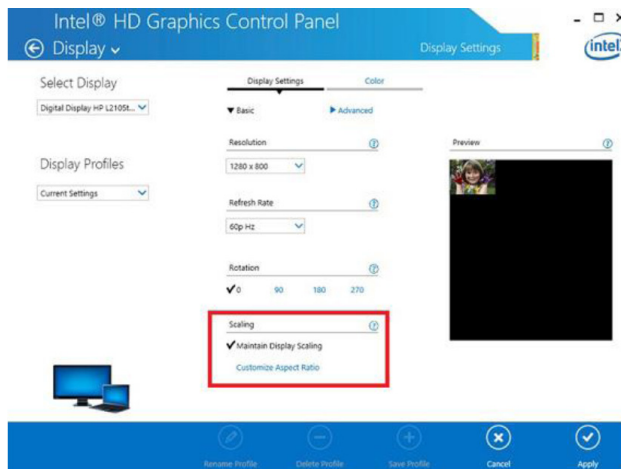 Intel® HD Graphics Control Panel
Display
Display Settings
intel
Select Display
Digital Display HP L2105t...
Display Profiles
Current Settings
Display Settings
Color
Basic
Advanced
Resolution
?
1280 x 800
Refresh Rate
?
60p Hz
Rotation
?
0 90 180 270
Scaling
?
Maintain Display Scaling
Customize Aspect Ratio
Preview
?
Rename Profile
Delete Profile
Save Profile
Cancel
Apply